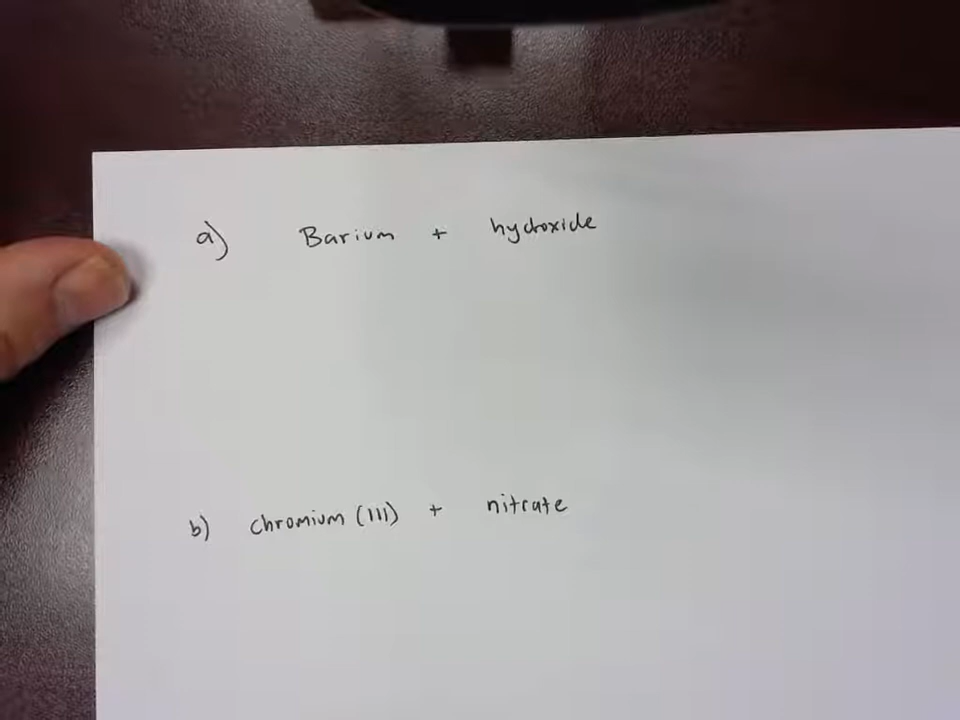 a) Barium + hydroxide
b) chromium (III) + nitrate